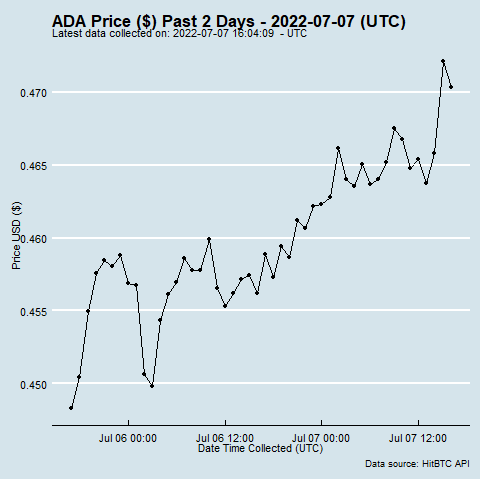 ADA Price ($) Past 2 Days - 2022-07-07 (UTC)
Latest data collected on: 2022-07-07 16:04:09 - UTC
0.470
0.465
0.460
0.455
0.450
Price USD ($)
Jul 06 00:00 Jul 06 12:00 Jul 07 00:00 Jul 07 12:00
Date Time Collected (UTC)
Data source: HitBTC API